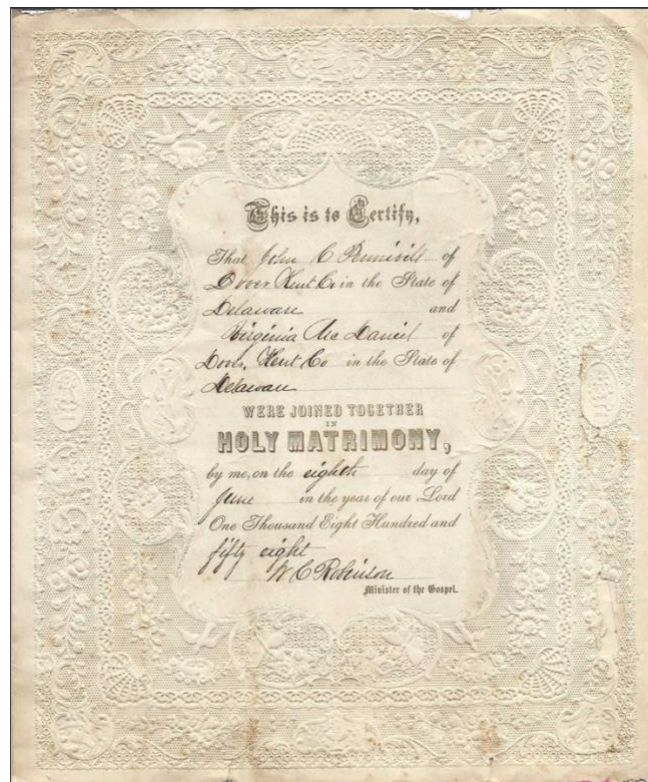 This is to Certify,
That John C Pennewill of
Dover Kent Co in the State of
Delaware and
Virginia Mc Daniel of
Dover, Kent Co in the State of
Delaware
WERE JOINED TOGETHER
IN
HOLY MATRIMONY,
by me, on the eighth day of
June in the year of our Lord
One Thousand Eight Hundred and
fifty eight
W C Robinson
Minister of the Gospel.